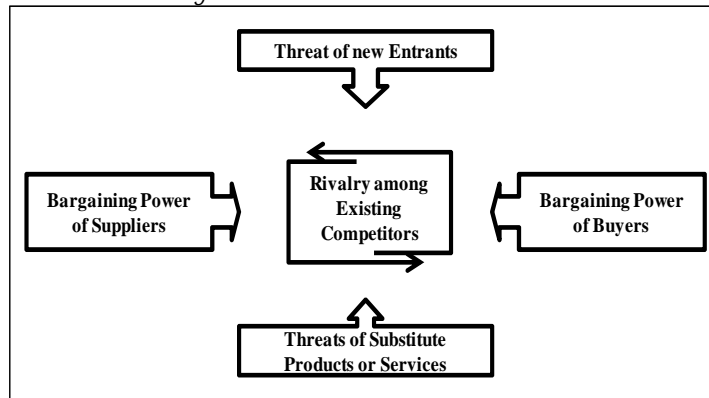 Threat of new Entrants
Bargaining Power
of Suppliers
Rivalry among
Existing
Competitors
Bargaining Power
of Buyers
Threats of Substitute
Products or Services